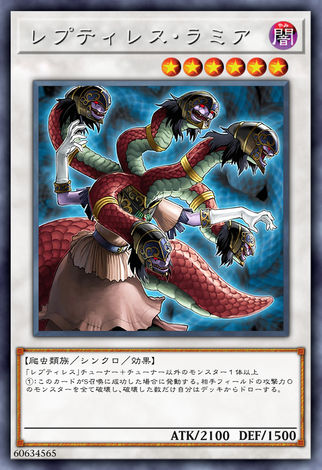 レプティレス・ラミア
やみ
闇
【爬虫類族／シンクロ／効果】
「レプティレス」チューナー＋チューナー以外のモンスター１体以上
①：このカードがS召喚に成功した場合に発動する。相手フィールドの攻撃力０
のモンスターを全て破壊し、破壊した数だけ自分はデッキからドローする。
ATK/2100 DEF/1500
60634565